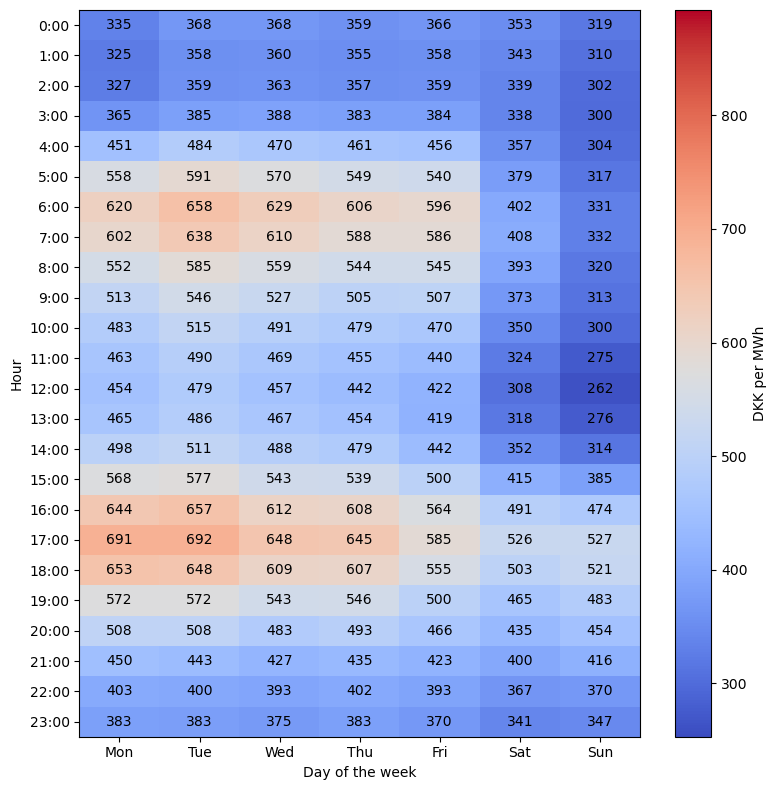 0:00 335 368 368 359 366 353 319
1:00 325 358 360 355 358 343 310
2:00 327 359 363 357 359 339 302
3:00 365 385 388 383 384 338 300
4:00 451 484 470 461 456 357 304
5:00 558 591 570 549 540 379 317
6:00 620 658 629 606 596 402 331
7:00 602 638 610 588 586 408 332
8:00 552 585 559 544 545 393 320
9:00 513 546 527 505 507 373 313
10:00 483 515 491 479 470 350 300
11:00 463 490 469 455 440 324 275
12:00 454 479 457 442 422 308 262
13:00 465 486 467 454 419 318 276
14:00 498 511 488 479 442 352 314
15:00 568 577 543 539 500 415 385
16:00 644 657 612 608 564 491 474
17:00 691 692 648 645 585 526 527
18:00 653 648 609 607 555 503 521
19:00 572 572 543 546 500 465 483
20:00 508 508 483 493 466 435 454
21:00 450 443 427 435 423 400 416
22:00 403 400 393 402 393 367 370
23:00 383 383 375 383 370 341 347
Mon Tue Wed Thu Fri Sat Sun
Day of the week
Hour
800
700
600
500
400
300
DKK per MWh